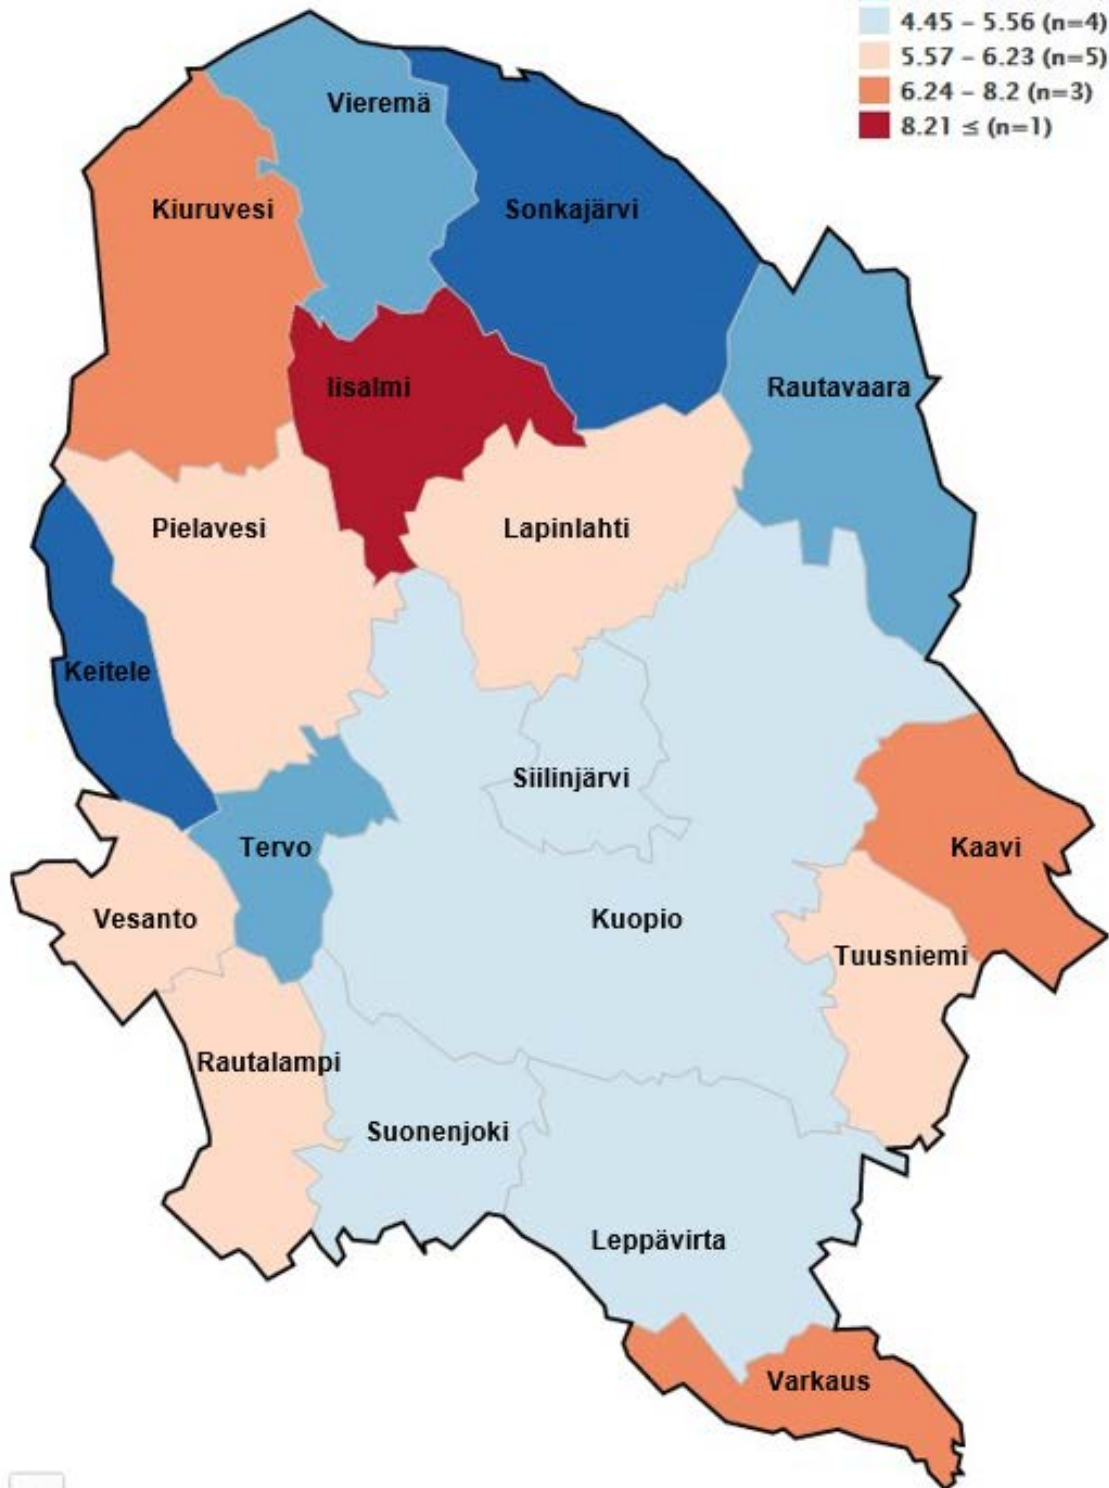 4.45 – 5.56 (n=4)
5.57 – 6.23 (n=5)
6.24 – 8.2 (n=3)
8.21 ≤ (n=1)
Vieremä
Kiuruvesi
Sonkajärvi
Iisalmi
Rautavaara
Pielavesi
Lapinlahti
Keitele
Siilinjärvi
Tervo
Kaavi
Vesanto
Kuopio
Tuusniemi
Rautalampi
Suonenjoki
Leppävirta
Varkaus